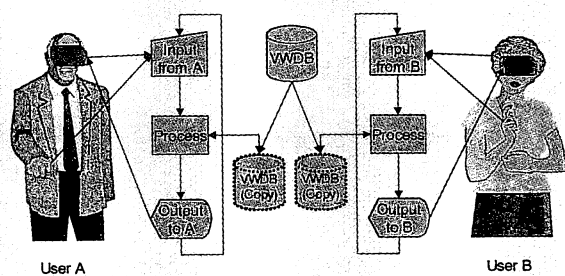 Input
from A
VWDB
Input
from B
Process
Process
VWDB
(Copy)
VWDB
(Copy)
Output
to A
Output
to B
User A
User B